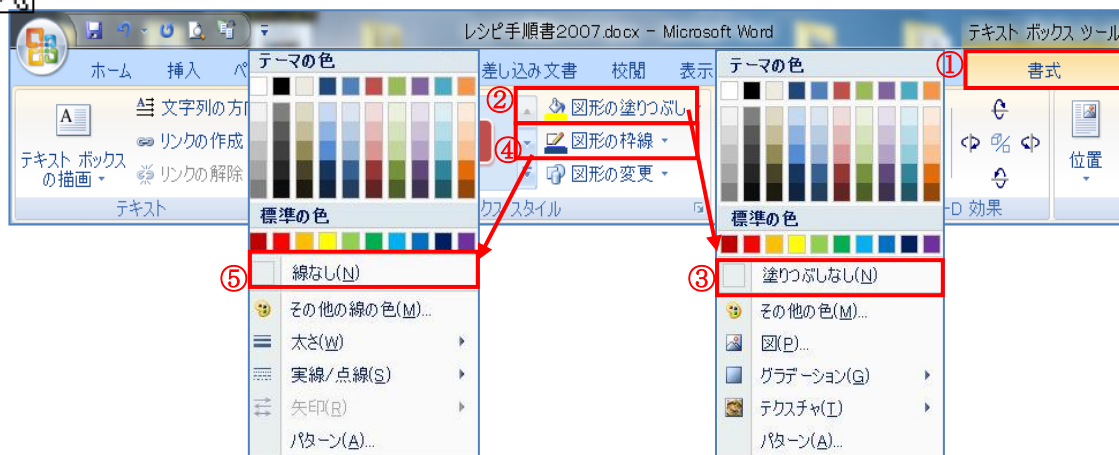 レシピ手順書2007.docx - Microsoft Word
テキスト ボックス ツール
ホーム 挿入 差し込み文書 校閲 表示 ① 書式
文字列の方向
リンクの作成
リンクの解除
テキスト ボックス
の描画
テキスト
テーマの色
標準の色
⑤ 線なし(N)
その他の線の色(M)...
太さ(W)
実線/点線(S)
矢印(R)
パターン(A)...
② 図形の塗りつぶし
④ 図形の枠線
図形の変更
スタイル
テーマの色
標準の色
③ 塗りつぶしなし(N)
その他の色(M)...
図(P)...
グラデーション(G)
テクスチャ(T)
パターン(A)...
位置
効果